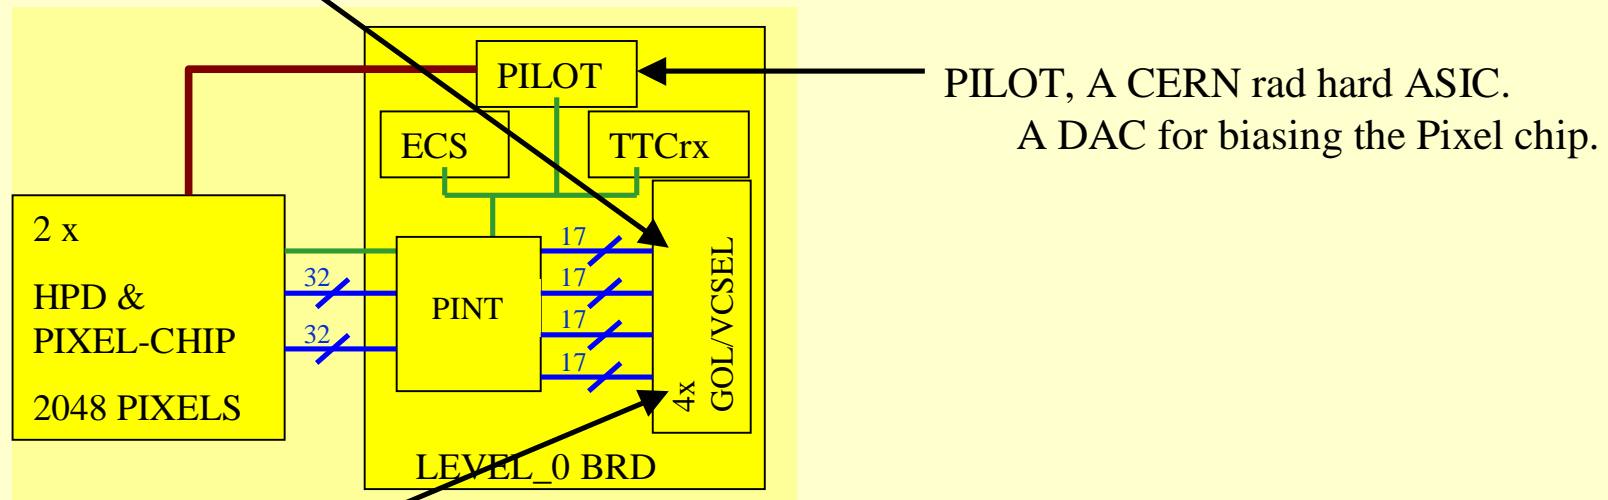 PILOT
PILOT, A CERN rad hard ASIC.
A DAC for biasing the Pixel chip.
ECS
TTCrx
2 x
HPD &
PIXEL-CHIP
2048 PIXELS
32
32
PINT
17
17
17
17
4x
GOL/VCSEL
LEVEL_0 BRD